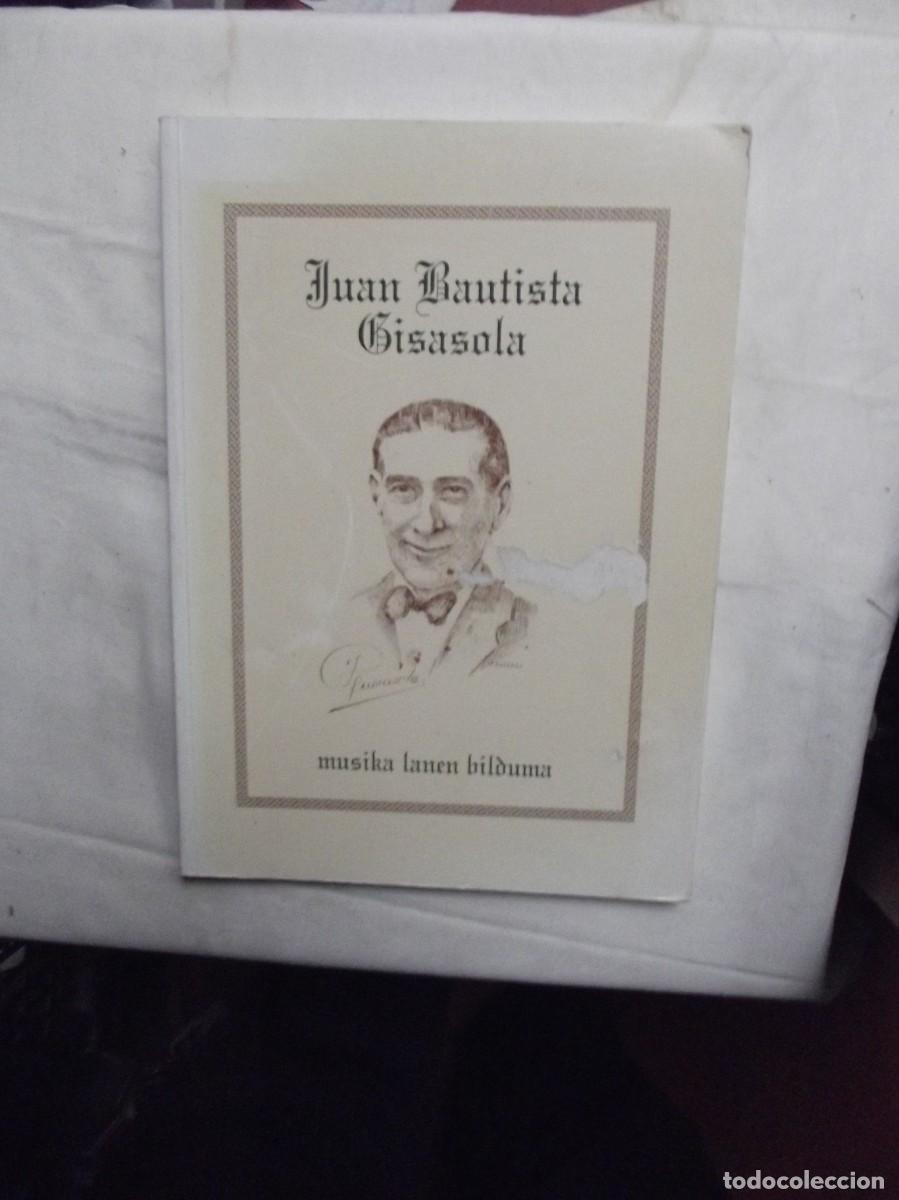 Juan Bautista
Gisasola
musika lanen bilduma
todocoleccion